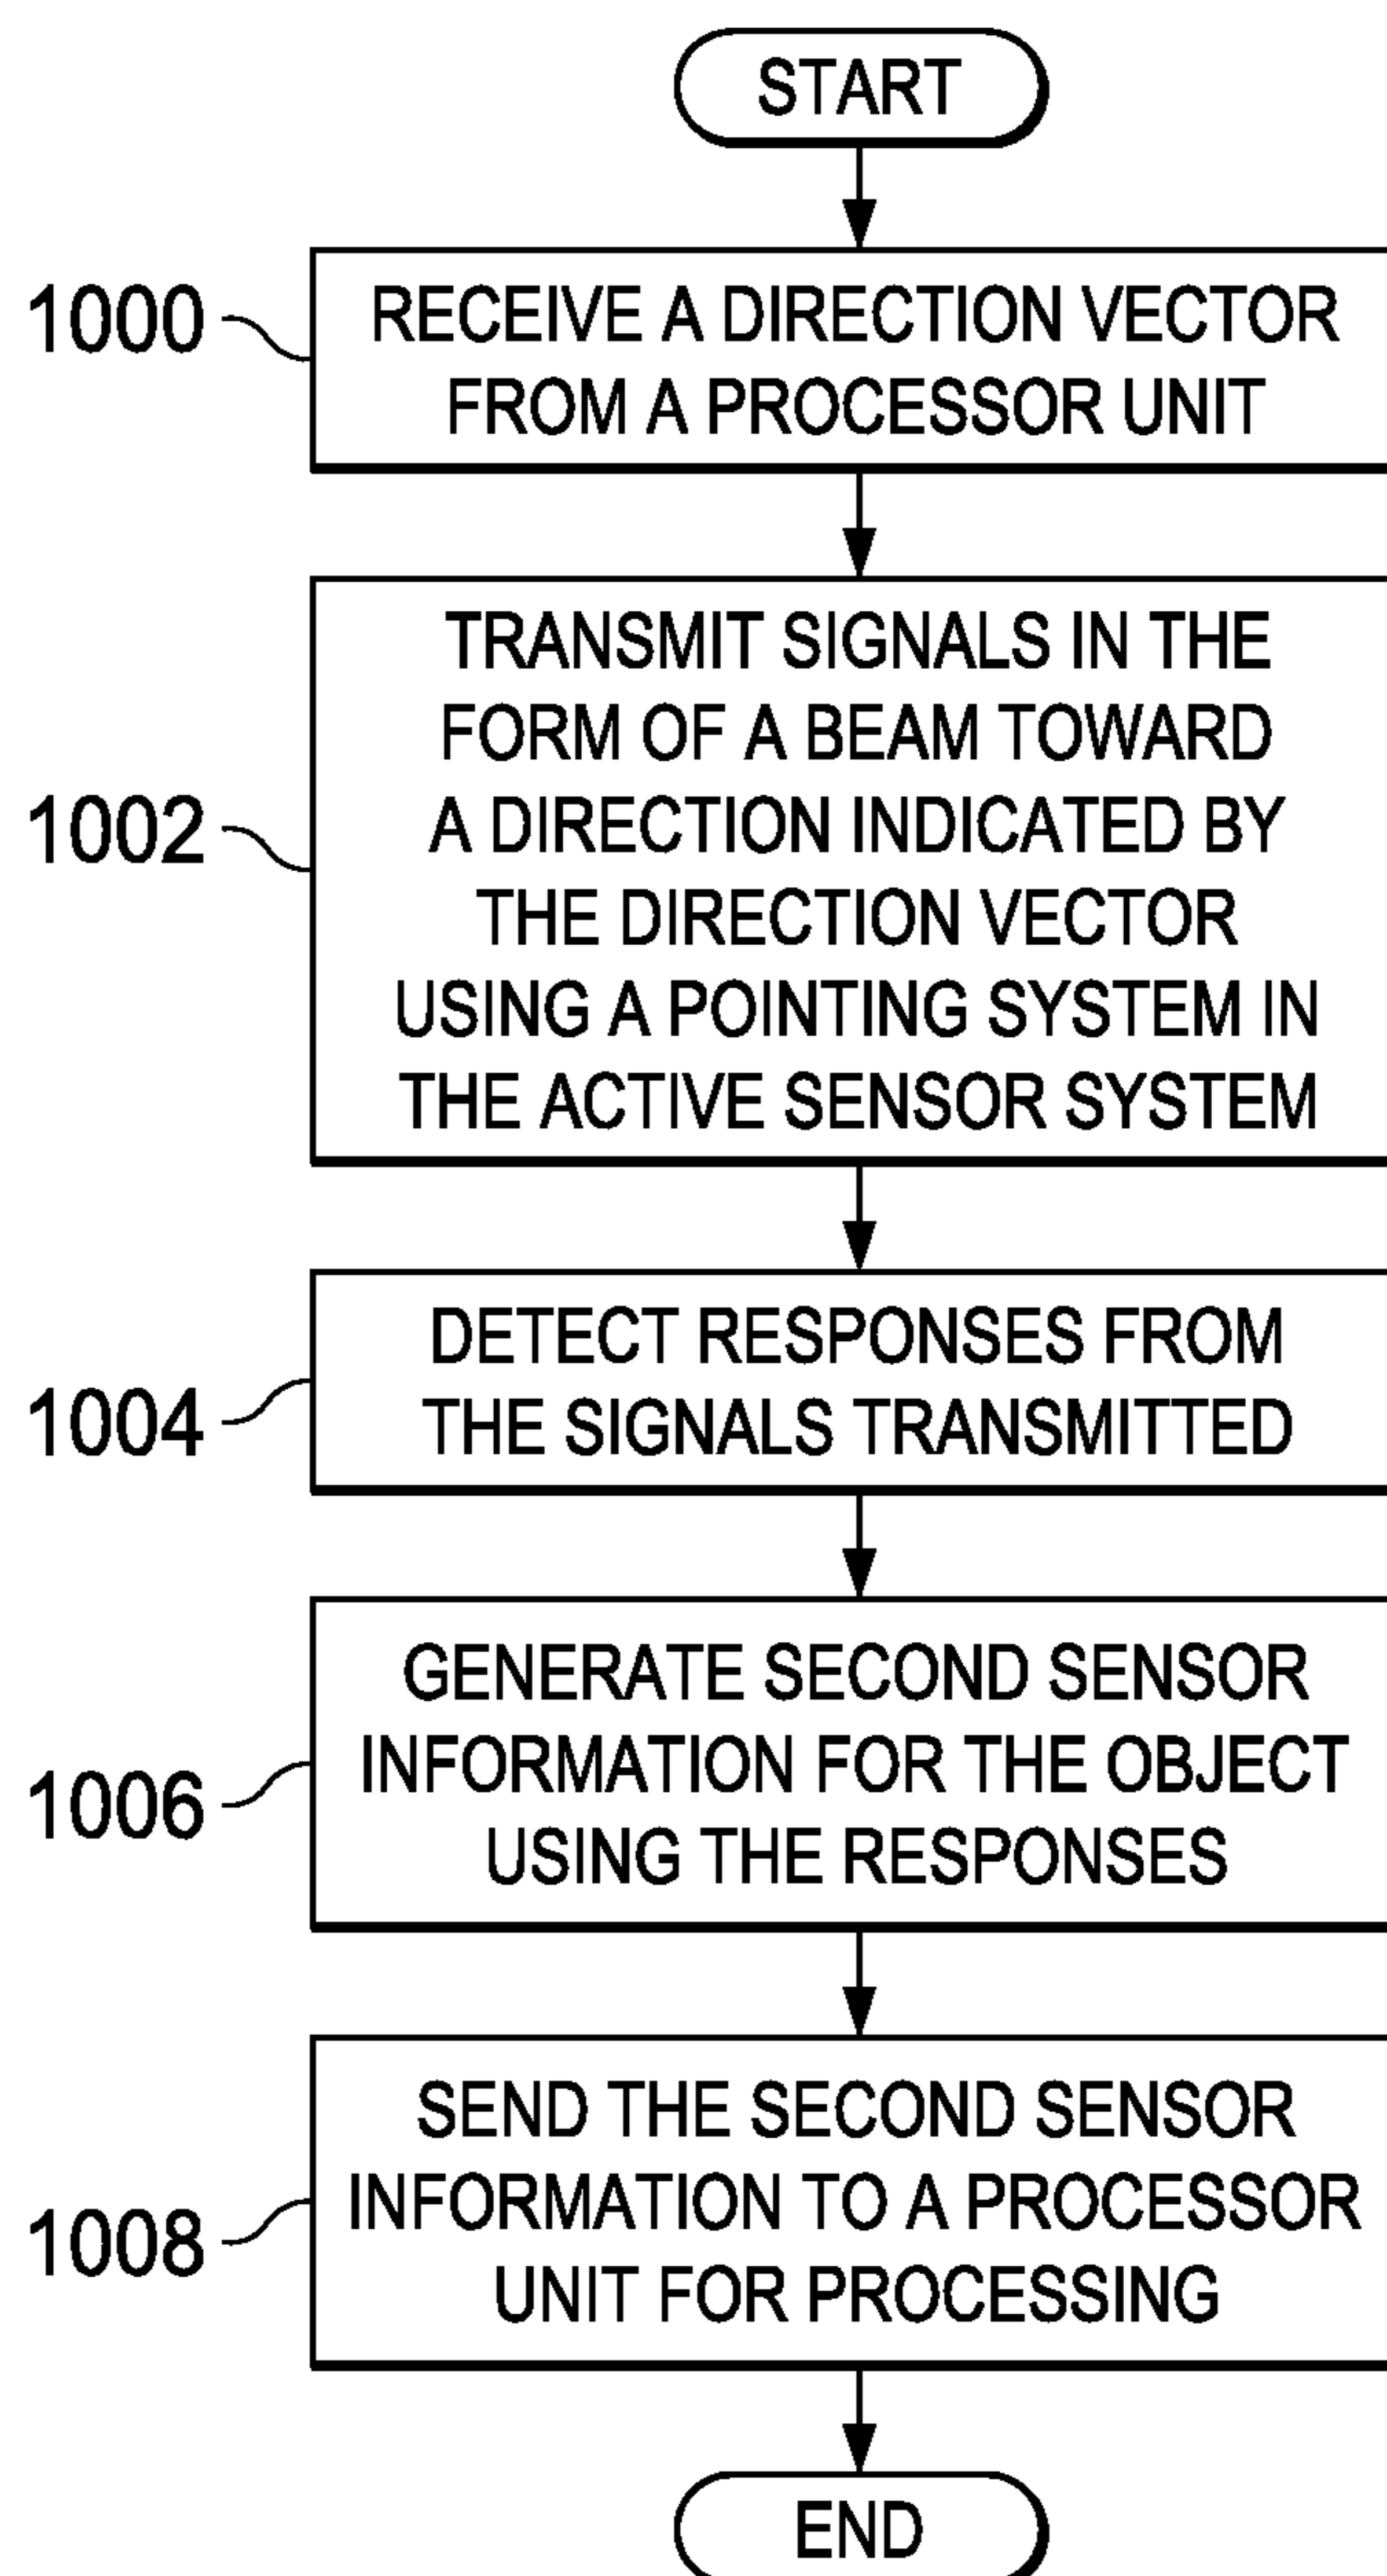 START
1000
RECEIVE A DIRECTION VECTOR
FROM A PROCESSOR UNIT
1002
TRANSMIT SIGNALS IN THE
FORM OF A BEAM TOWARD
A DIRECTION INDICATED BY
THE DIRECTION VECTOR
USING A POINTING SYSTEM IN
THE ACTIVE SENSOR SYSTEM
1004
DETECT RESPONSES FROM
THE SIGNALS TRANSMITTED
1006
GENERATE SECOND SENSOR
INFORMATION FOR THE OBJECT
USING THE RESPONSES
1008
SEND THE SECOND SENSOR
INFORMATION TO A PROCESSOR
UNIT FOR PROCESSING
END